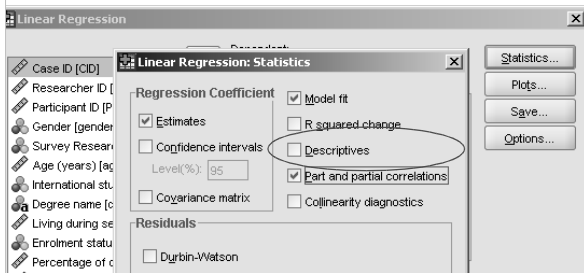 Linear Regression
Case ID [CID]
Researcher ID [
Participant ID [P
Gender [gender
Survey Resear
Age (years) [ag
International stu
Degree name [c
Living during se
Enrolment statu
Percentage of c
Linear Regression: Statistics
Regression Coefficient
Estimates
Confidence intervals
Level(%): 95
Covariance matrix
Model fit
R squared change
Descriptives
Part and partial correlations
Collinearity diagnostics
Residuals
Durbin-Watson
Statistics...
Plots...
Save...
Options...